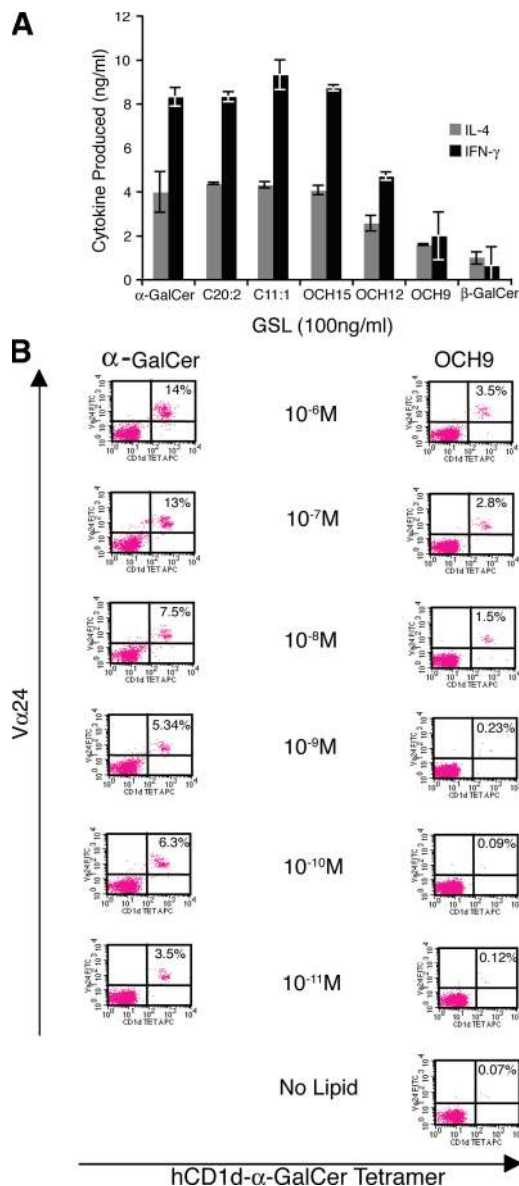 A
Cytokine Produced (ng/ml)
12
10
8
6
4
2
0
IL-4
IFN-γ
α-GalCer C20:2 C11:1 OCH15 OCH12 OCH9 β-GalCer
GSL (100ng/ml)
B
α-GalCer OCH9
Vα24
14% 10⁻⁶M 3.5%
13% 10⁻⁷M 2.8%
7.5% 10⁻⁸M 1.5%
5.34% 10⁻⁹M 0.23%
6.3% 10⁻¹⁰M 0.09%
3.5% 10⁻¹¹M 0.12%
No Lipid 0.07%
CD1d TET APC
hCD1d-α-GalCer Tetramer